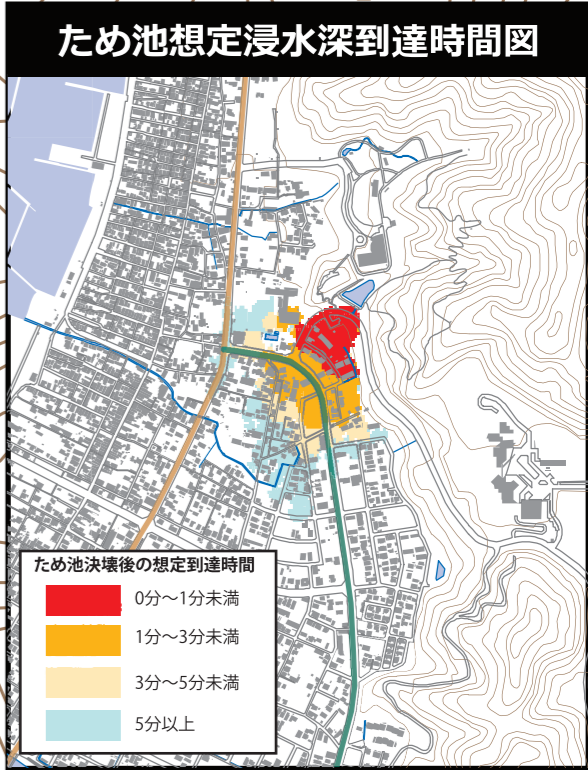 ため池想定浸水深到達時間図
ため池決壊後の想定到達時間
0分～1分未満
1分～3分未満
3分～5分未満
5分以上